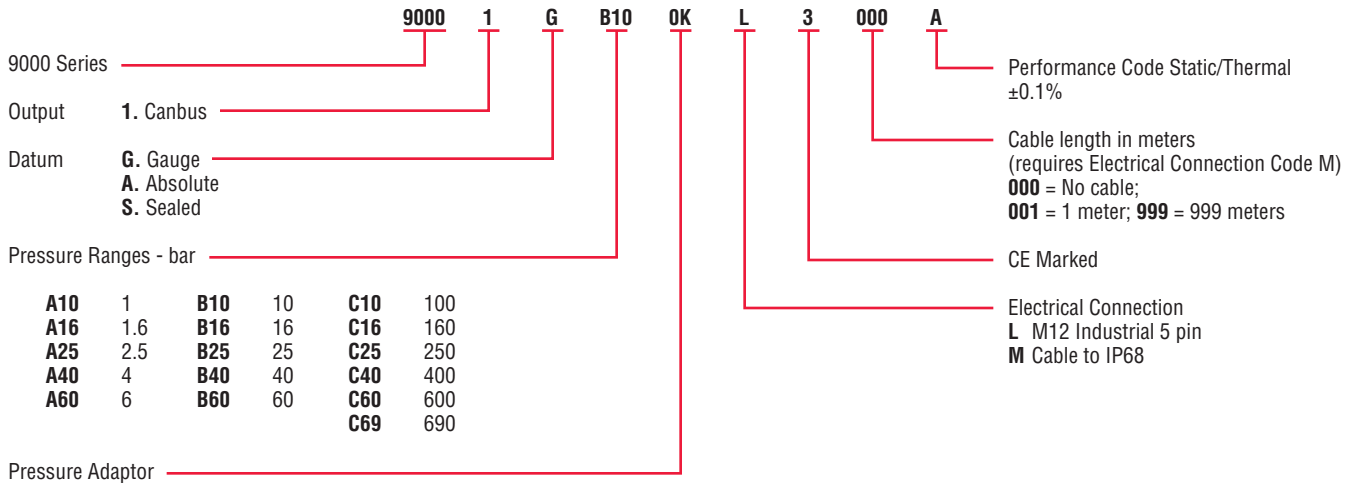 9000 1 G B10 0K L 3 000 A
9000 Series
Output 1. Canbus
Datum G. Gauge
A. Absolute
S. Sealed
Pressure Ranges - bar
A10 1 B10 10 C10 100
A16 1.6 B16 16 C16 160
A25 2.5 B25 25 C25 250
A40 4 B40 40 C40 400
A60 6 B60 60 C60 600
C69 690
Pressure Adaptor
Performance Code Static/Thermal
±0.1%
Cable length in meters
(requires Electrical Connection Code M)
000 = No cable;
001 = 1 meter; 999 = 999 meters
CE Marked
Electrical Connection
L M12 Industrial 5 pin
M Cable to IP68